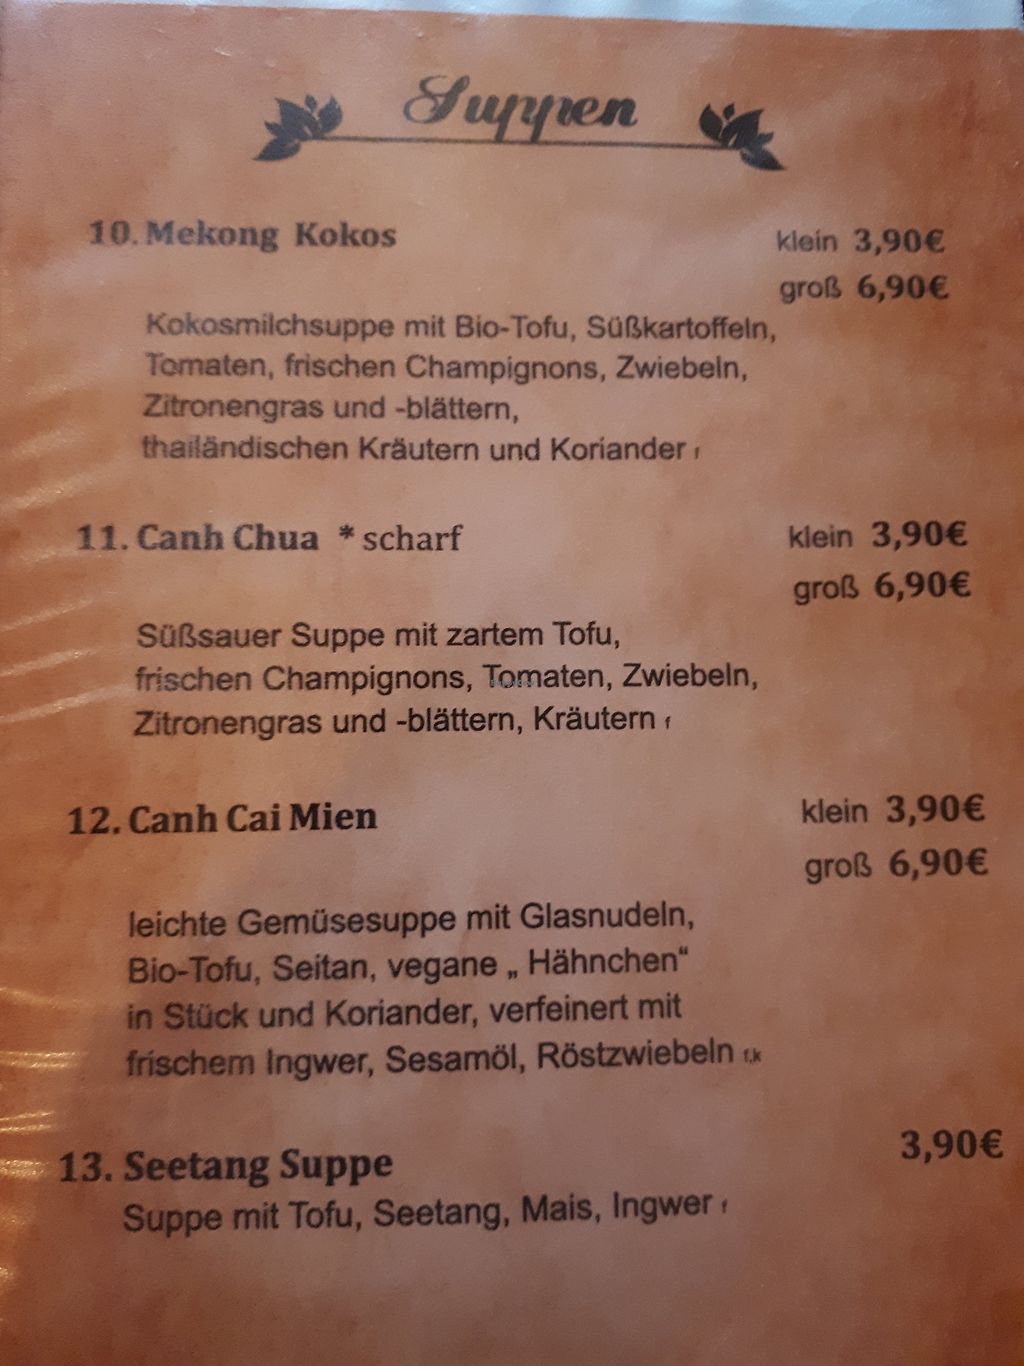 Suppen
10. Mekong Kokos klein 3,90€
groß 6,90€
Kokosmilchsuppe mit Bio-Tofu, Süßkartoffeln,
Tomaten, frischen Champignons, Zwiebeln,
Zitronengras und -blättern,
thailändischen Kräutern und Koriander f
11. Canh Chua * scharf klein 3,90€
groß 6,90€
Süßsauer Suppe mit zartem Tofu,
frischen Champignons, Tomaten, Zwiebeln,
Zitronengras und -blättern, Kräutern f
12. Canh Cai Mien klein 3,90€
groß 6,90€
leichte Gemüsesuppe mit Glasnudeln,
Bio-Tofu, Seitan, vegane „ Hähnchen“
in Stück und Koriander, verfeinert mit
frischem Ingwer, Sesamöl, Röstzwiebeln f,k
13. Seetang Suppe 3,90€
Suppe mit Tofu, Seetang, Mais, Ingwer f